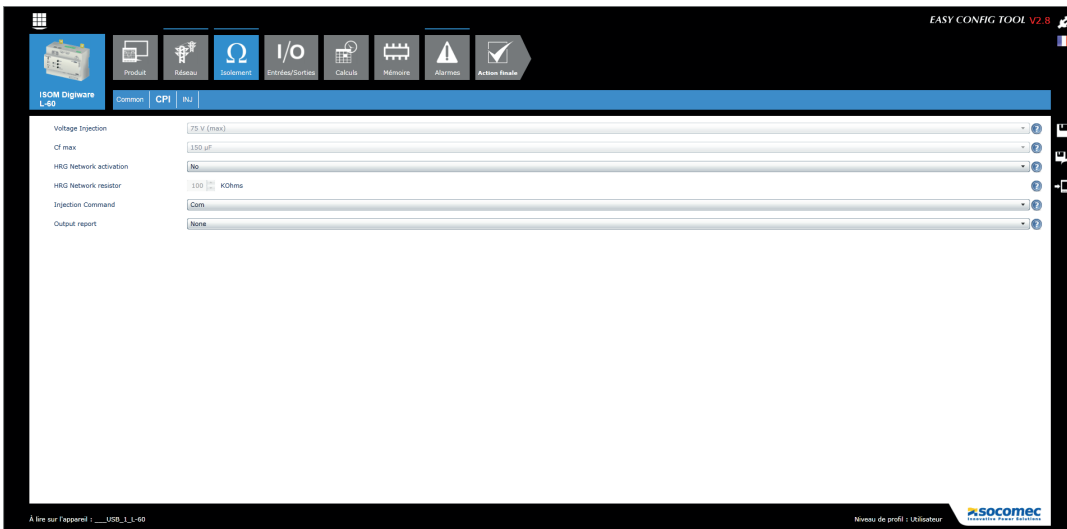 EASY CONFIG TOOL V2.8
Produit
Réseau
Ω
Isolement
I/O
Entrées/Sorties
Calculs
Mémoire
Alarmes
Action finale
ISOM Digiware
L-60
Common CPI INJ
Voltage Injection 75 V (max) ?
Cf max 150 µF ?
HRG Network activation No ?
HRG Network resistor 100 KOhms ?
Injection Command Com ?
Output report None ?
À lire sur l'appareil : ___USB_1_L-60
Niveau de profil : Utilisateur
socomec
Innovative Power Solutions